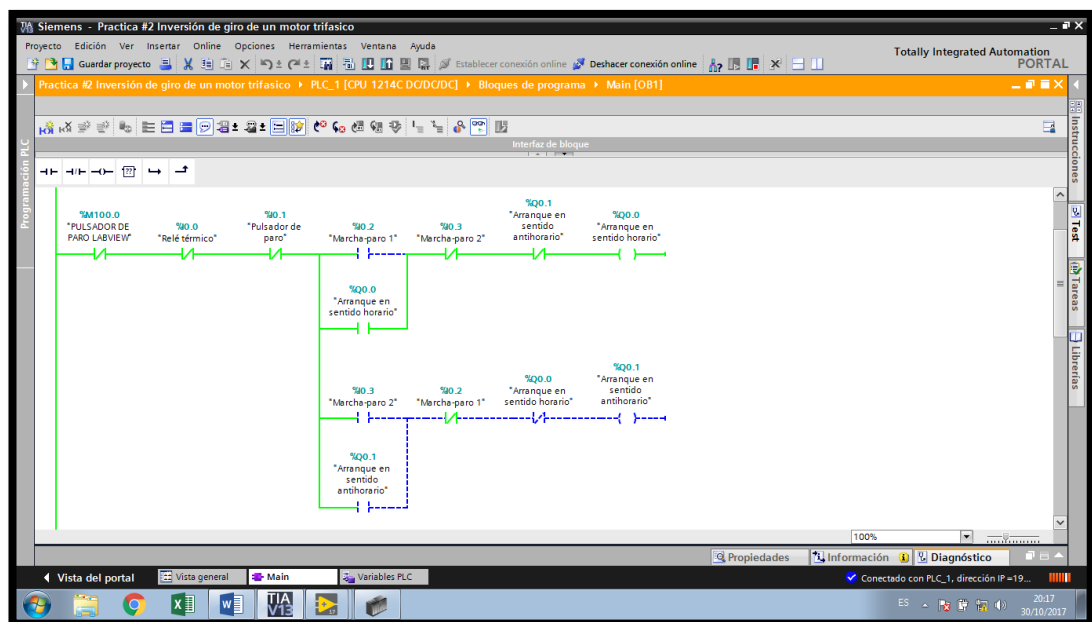 Siemens - Practica #2 Inversión de giro de un motor trifasico
Proyecto Edición Ver Insertar Online Opciones Herramientas Ventana Ayuda
Totally Integrated Automation
PORTAL
Guardar proyecto
Establecer conexión online
Deshacer conexión online
Practica #2 Inversión de giro de un motor trifasico PLC_1 [CPU 1214C DC/DC/DC] Bloques de programa Main [OB1]
Interfaz de bloque
Programación PLC
Instrucciones
Test
Tareas
Librerías
%M100.0
"PULSADOR DE
PARO LABVIEW"
%I0.0
"Relé térmico"
%I0.1
"Pulsador de
paro"
%I0.2
"Marcha-paro 1"
%I0.3
"Marcha-paro 2"
%Q0.1
"Arranque en
sentido
antihorario"
%Q0.0
"Arranque en
sentido horario"
%Q0.0
"Arranque en
sentido horario"
%I0.3
"Marcha-paro 2"
%I0.2
"Marcha-paro 1"
%Q0.0
"Arranque en
sentido horario"
%Q0.1
"Arranque en
sentido
antihorario"
%Q0.1
"Arranque en
sentido
antihorario"
100%
Propiedades
Información
Diagnóstico
Vista del portal
Vista general
Main
Variables PLC
Conectado con PLC_1, dirección IP =19...
TIA
V13
ES
20:17
30/10/2017